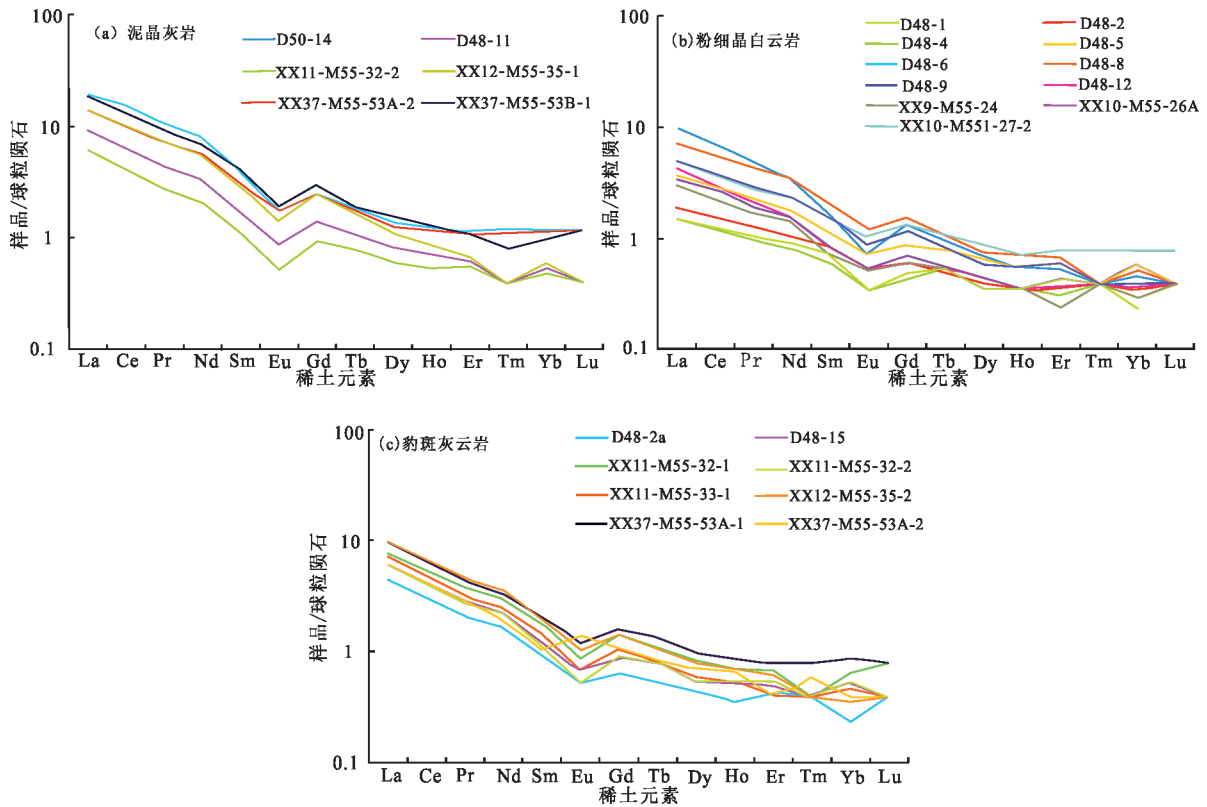 (a) 泥晶灰岩
D50-14
D48-11
XX11-M55-32-2
XX12-M55-35-1
XX37-M55-53A-2
XX37-M55-53B-1
100
10
1
0.1
样品/球粒陨石
La Ce Pr Nd Sm Eu Gd Tb Dy Ho Er Tm Yb Lu
稀土元素
(b)粉细晶白云岩
D48-1
D48-2
D48-4
D48-5
D48-6
D48-8
D48-9
D48-12
XX9-M55-24
XX10-M55-26A
XX10-M551-27-2
100
10
1
0.1
样品/球粒陨石
La Ce Pr Nd Sm Eu Gd Tb Dy Ho Er Tm Yb Lu
稀土元素
(c)豹斑灰云岩
D48-2a
D48-15
XX11-M55-32-1
XX11-M55-32-2
XX11-M55-33-1
XX12-M55-35-2
XX37-M55-53A-1
XX37-M55-53A-2
100
10
1
0.1
样品/球粒陨石
La Ce Pr Nd Sm Eu Gd Tb Dy Ho Er Tm Yb Lu
稀土元素